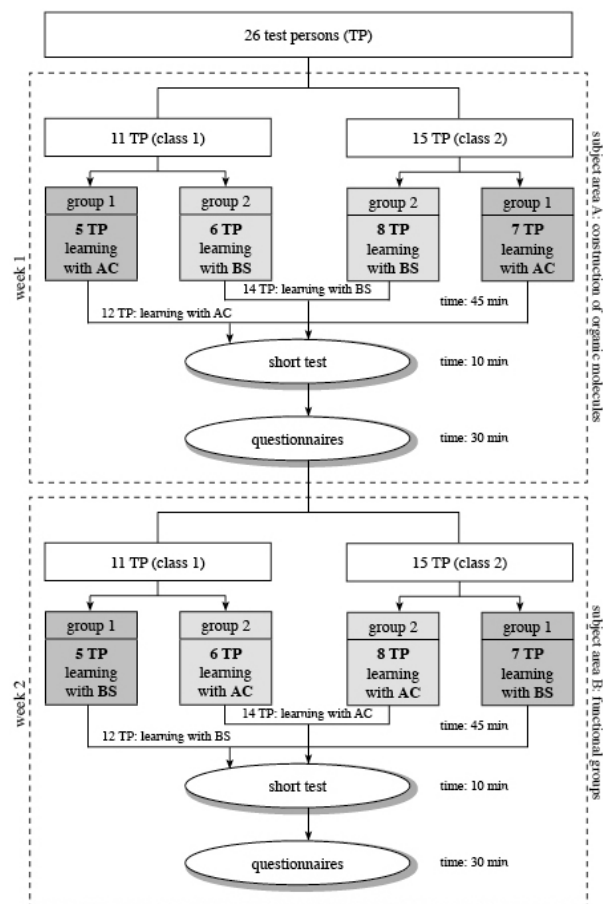 26 test persons (TP)
11 TP (class 1)
15 TP (class 2)
group 1
5 TP
learning
with AC
group 2
6 TP
learning
with BS
group 2
8 TP
learning
with BS
group 1
7 TP
learning
with AC
14 TP: learning with BS
12 TP: learning with AC
time: 45 min
short test
time: 10 min
questionnaires
time: 30 min
week 1
subject area A: construction of organic molecules
11 TP (class 1)
15 TP (class 2)
group 1
5 TP
learning
with BS
group 2
6 TP
learning
with AC
group 2
8 TP
learning
with AC
group 1
7 TP
learning
with BS
14 TP: learning with AC
12 TP: learning with BS
time: 45 min
short test
time: 10 min
questionnaires
time: 30 min
week 2
subject area B: functional groups